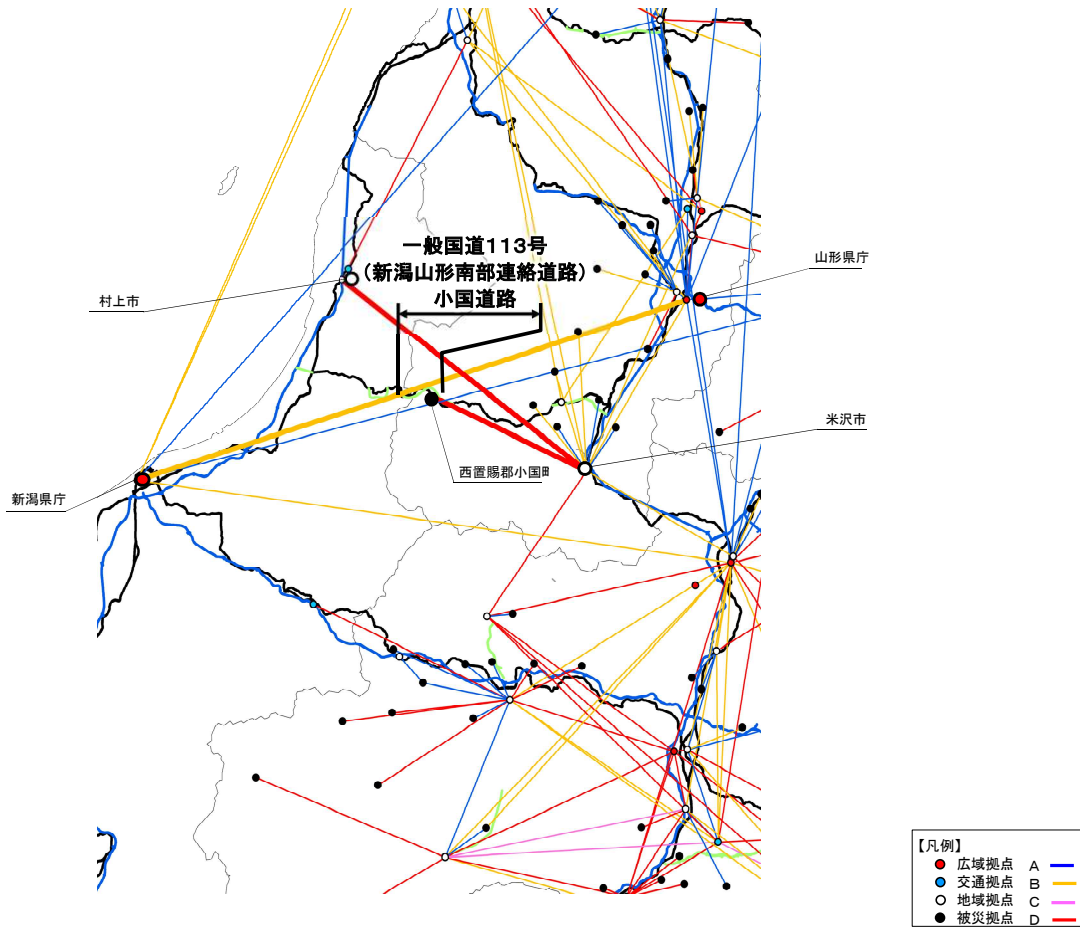 一般国道113号
(新潟山形南部連絡道路)
小国道路
山形県庁
村上市
米沢市
西置賜郡小国町
新潟県庁
【凡例】
広域拠点 A
交通拠点 B
地域拠点 C
被災拠点 D